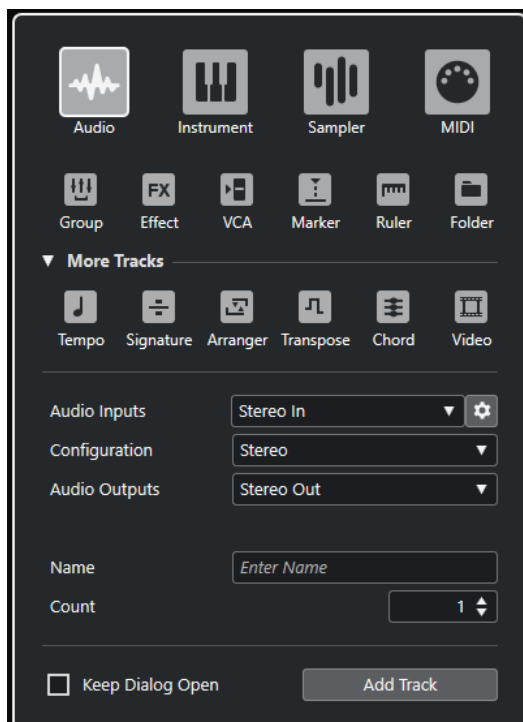 Audio Instrument Sampler MIDI
FX
Group Effect VCA Marker Ruler Folder
▼ More Tracks
Tempo Signature Arranger Transpose Chord Video
Audio Inputs Stereo In
Configuration Stereo
Audio Outputs Stereo Out
Name Enter Name
Count 1
Keep Dialog Open Add Track